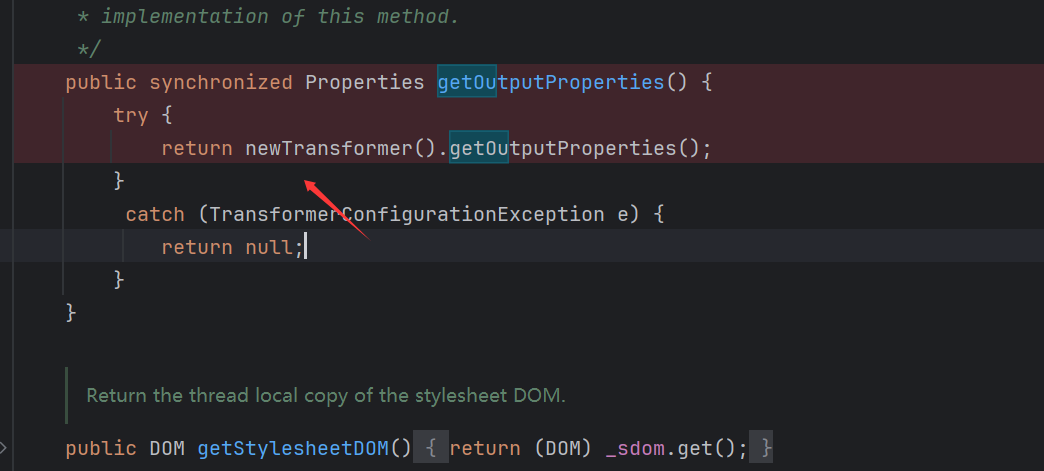 * implementation of this method.
*/
public synchronized Properties getOutputProperties() {
try {
return newTransformer().getOutputProperties();
}
catch (TransformerConfigurationException e) {
return null;
}
}
Return the thread local copy of the stylesheet DOM.
public DOM getStylesheetDOM() { return (DOM) _sdom.get(); }